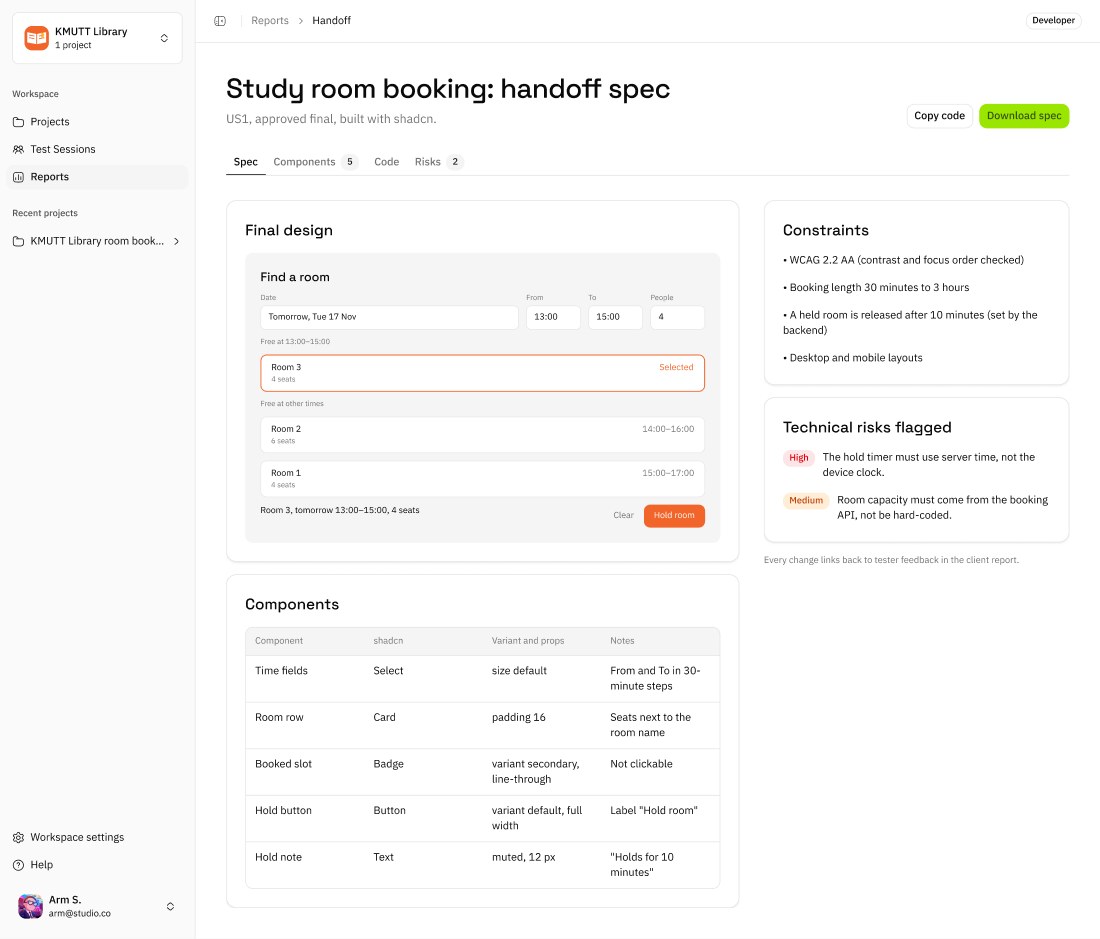 KMUTT Library
1 project
Workspace
Projects
Test Sessions
Reports
Recent projects
KMUTT Library room book...
Workspace settings
Help
Arm S.
arm@studio.co
Reports > Handoff
Developer
Study room booking: handoff spec
US1, approved final, built with shadcn.
Copy code
Download spec
Spec
Components 5
Code
Risks 2
Final design
Find a room
Date
From
To
People
Tomorrow, Tue 17 Nov
13:00
15:00
4
Free at 13:00–15:00
Room 3
4 seats
Selected
Free at other times
Room 2
6 seats
14:00–16:00
Room 1
4 seats
15:00–17:00
Room 3, tomorrow 13:00–15:00, 4 seats
Clear
Hold room
Components
Component
shadcn
Variant and props
Notes
Time fields
Select
size default
From and To in 30-
minute steps
Room row
Card
padding 16
Seats next to the
room name
Booked slot
Badge
variant secondary,
line-through
Not clickable
Hold button
Button
variant default, full
width
Label "Hold room"
Hold note
Text
muted, 12 px
"Holds for 10
minutes"
Constraints
• WCAG 2.2 AA (contrast and focus order checked)
• Booking length 30 minutes to 3 hours
• A held room is released after 10 minutes (set by the
backend)
• Desktop and mobile layouts
Technical risks flagged
High
The hold timer must use server time, not the
device clock.
Medium
Room capacity must come from the booking
API, not be hard-coded.
Every change links back to tester feedback in the client report.